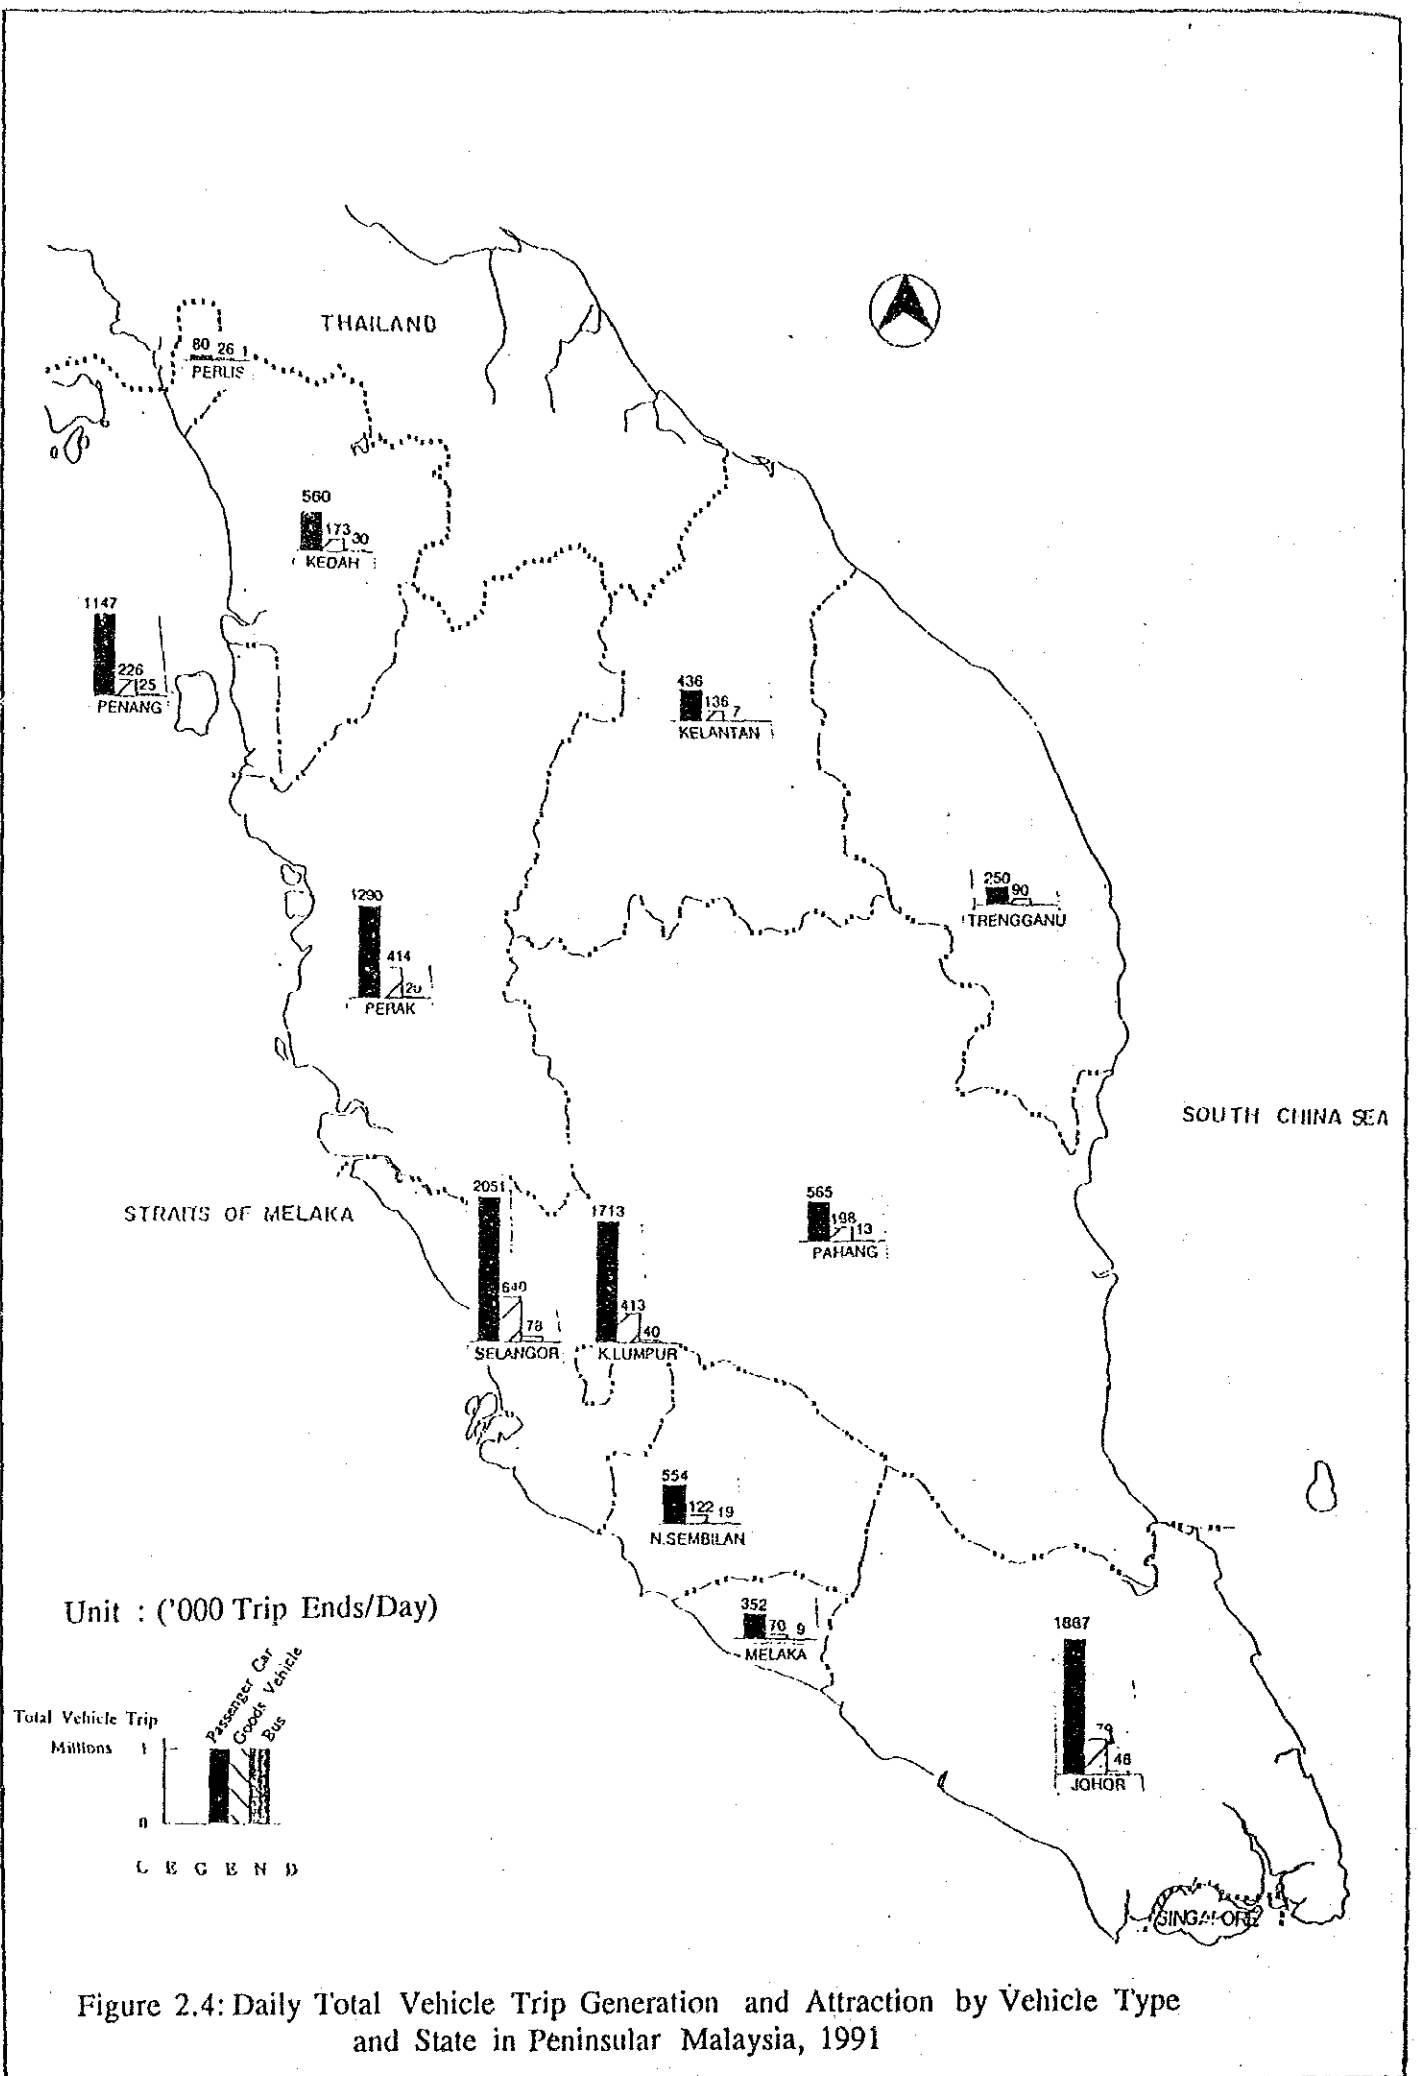 THAILAND
80 26 1
PERLIS
560
173
30
KEDAH
1147
226
25
PENANG
436
136
7
KELANTAN
250
90
TRENGGANU
1290
414
PERAK
SOUTH CHINA SEA
STRAITS OF MELAKA
2051
640
78
SELANGOR
1713
413
40
K.LUMPUR
565
198
13
PAHANG
554
122 19
N.SEMBILAN
352
70 9
MELAKA
48
JOHOR
SINGAPORE
Unit : ('000 Trip Ends/Day)
Passenger Car
Goods Vehicle
Bus
Total Vehicle Trip
Millions 1
0
LEGEND
Figure 2.4: Daily Total Vehicle Trip Generation and Attraction by Vehicle Type
and State in Peninsular Malaysia, 1991